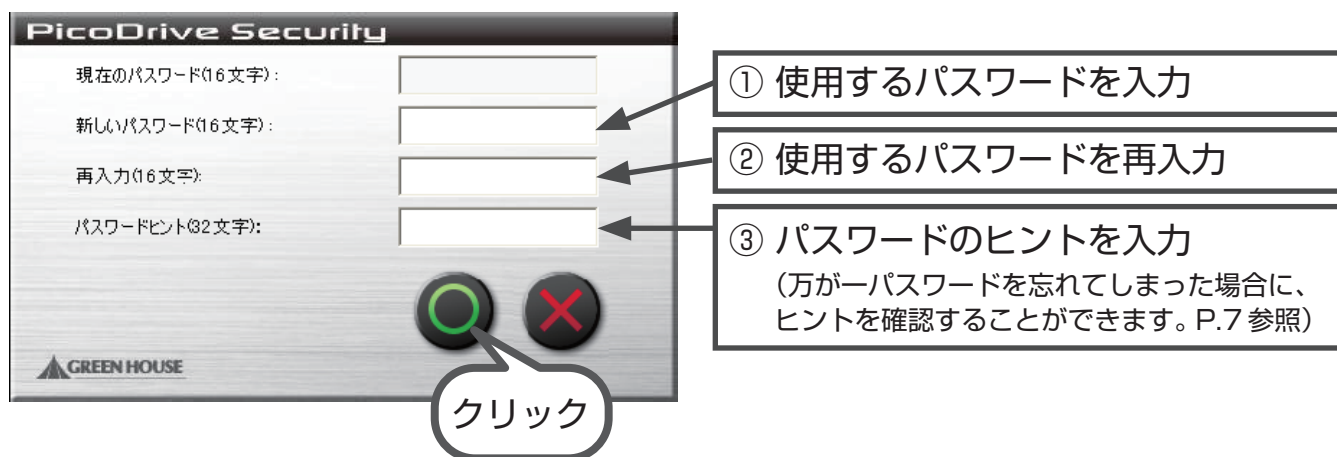 PicoDrive Security
現在のパスワード(16文字):
新しいパスワード(16文字):
再入力(16文字):
パスワードヒント(32文字):
GREEN HOUSE
クリック
① 使用するパスワードを入力
② 使用するパスワードを再入力
③ パスワードのヒントを入力
(万が一パスワードを忘れてしまった場合に、
ヒントを確認することができます。P.7 参照)